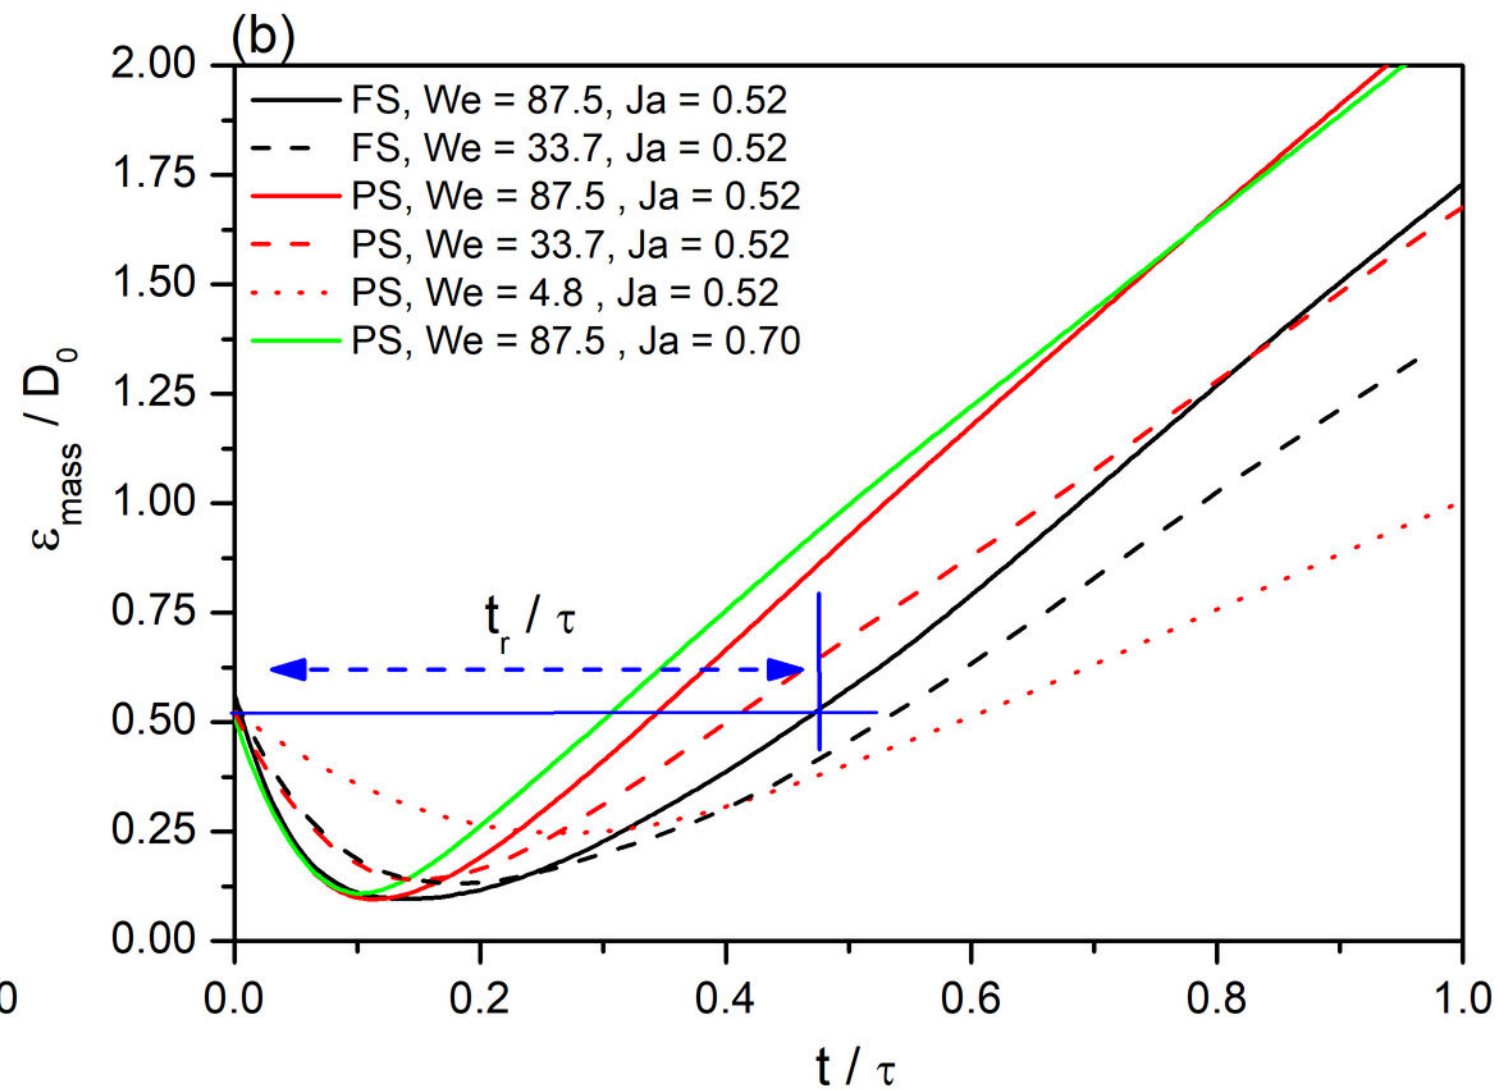 (b)
2.00
1.75
1.50
1.25
1.00
0.75
0.50
0.25
0.00
ε_mass / D_0
FS, We = 87.5, Ja = 0.52
FS, We = 33.7, Ja = 0.52
PS, We = 87.5 , Ja = 0.52
PS, We = 33.7, Ja = 0.52
PS, We = 4.8 , Ja = 0.52
PS, We = 87.5 , Ja = 0.70
t_r / τ
0
0.0 0.2 0.4 0.6 0.8 1.0
t / τ